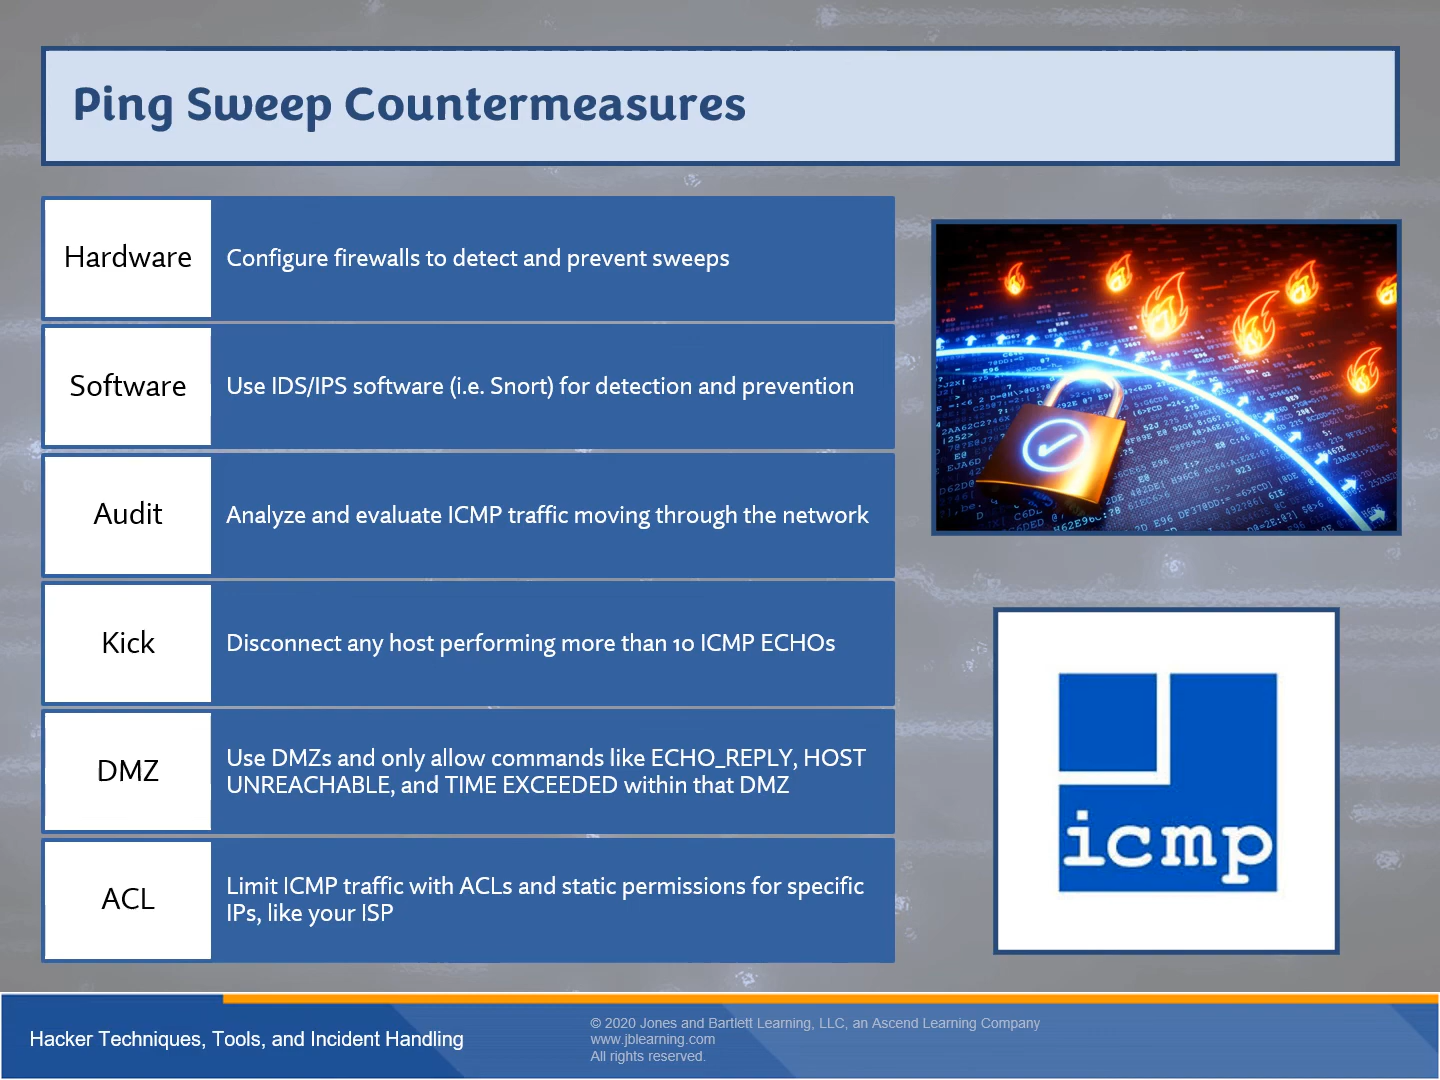 Ping Sweep Countermeasures
Hardware
Configure firewalls to detect and prevent sweeps
Software
Use IDS/IPS software (i.e. Snort) for detection and prevention
Audit
Analyze and evaluate ICMP traffic moving through the network
Kick
Disconnect any host performing more than 10 ICMP ECHOs
DMZ
Use DMZs and only allow commands like ECHO_REPLY, HOST
UNREACHABLE, and TIME EXCEEDED within that DMZ
ACL
Limit ICMP traffic with ACLs and static permissions for specific
IPs, like your ISP
icmp
Hacker Techniques, Tools, and Incident Handling
© 2020 Jones and Bartlett Learning, LLC, an Ascend Learning Company
www.jblearning.com
All rights reserved.